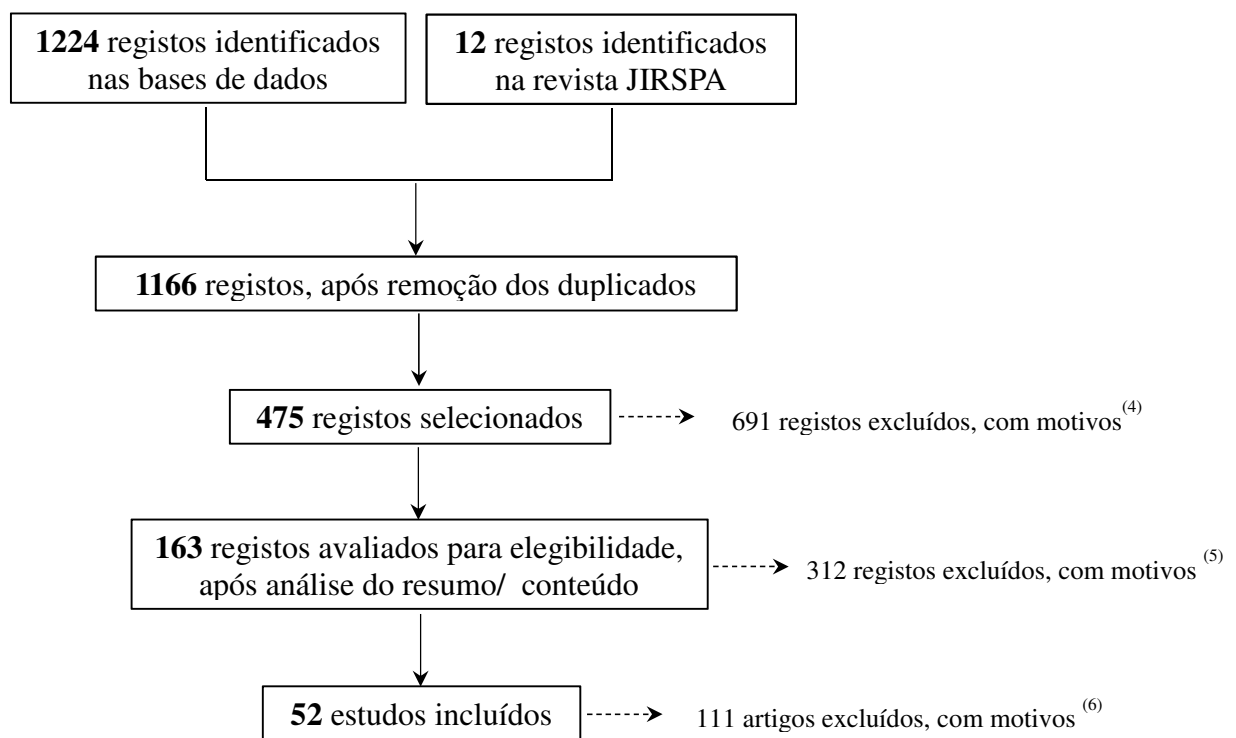 1224 registos identificados
nas bases de dados
12 registos identificados
na revista JIRSPA
1166 registos, após remoção dos duplicados
475 registos selecionados
691 registos excluídos, com motivos(4)
163 registos avaliados para elegibilidade,
após análise do resumo/ conteúdo
312 registos excluídos, com motivos (5)
52 estudos incluídos
111 artigos excluídos, com motivos (6)